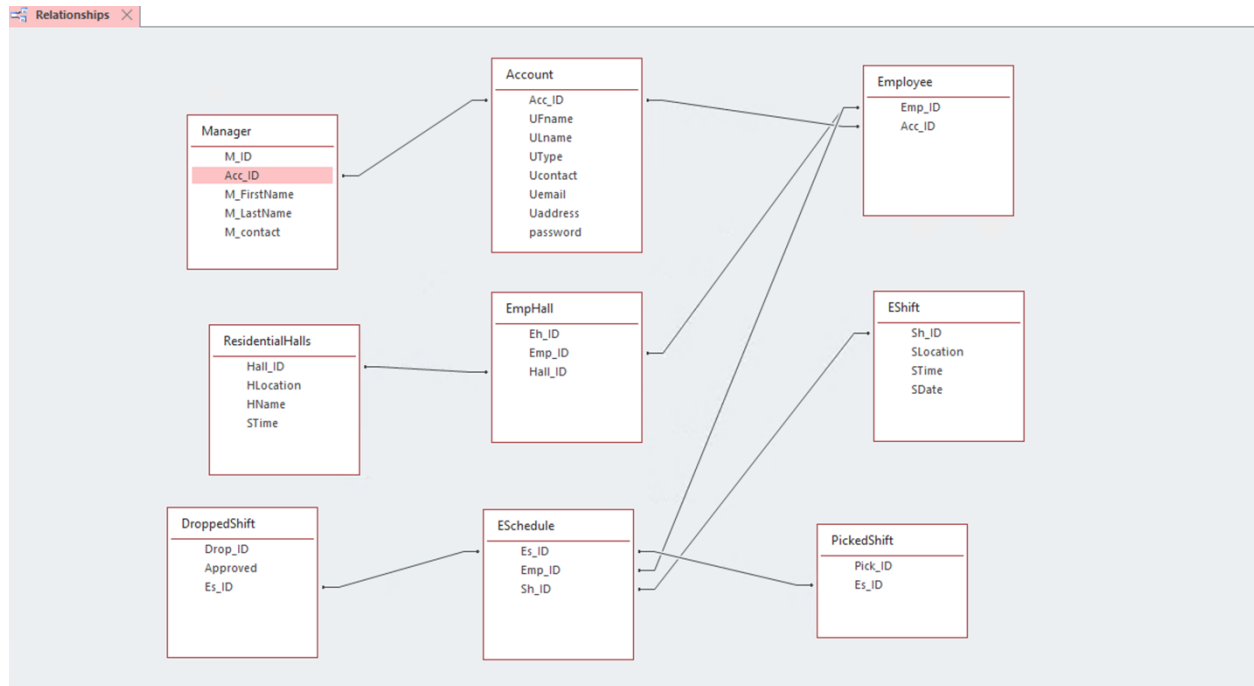 Relationships
Manager
M_ID
Acc_ID
M_FirstName
M_LastName
M_contact
Account
Acc_ID
UFname
ULname
UType
Ucontact
Uemail
Uaddress
password
Employee
Emp_ID
Acc_ID
ResidentialHalls
Hall_ID
HLocation
HName
STime
EmpHall
Eh_ID
Emp_ID
Hall_ID
EShift
Sh_ID
SLocation
STime
SDate
DroppedShift
Drop_ID
Approved
Es_ID
ESchedule
Es_ID
Emp_ID
Sh_ID
PickedShift
Pick_ID
Es_ID